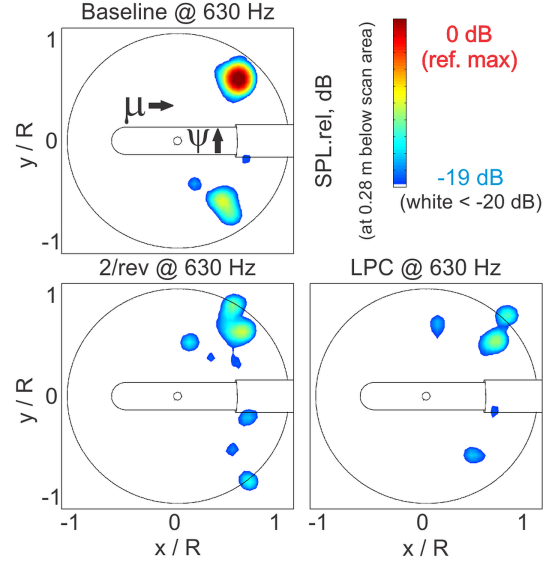 Baseline @ 630 Hz
1
0
-1
y / R
μ
ψ
SPL.rel, dB
(at 0.28 m below scan area)
0 dB
(ref. max)
-19 dB
(white < -20 dB)
2/rev @ 630 Hz
LPC @ 630 Hz
1
0
-1
y / R
-1
0
1
x / R
-1
0
1
x / R